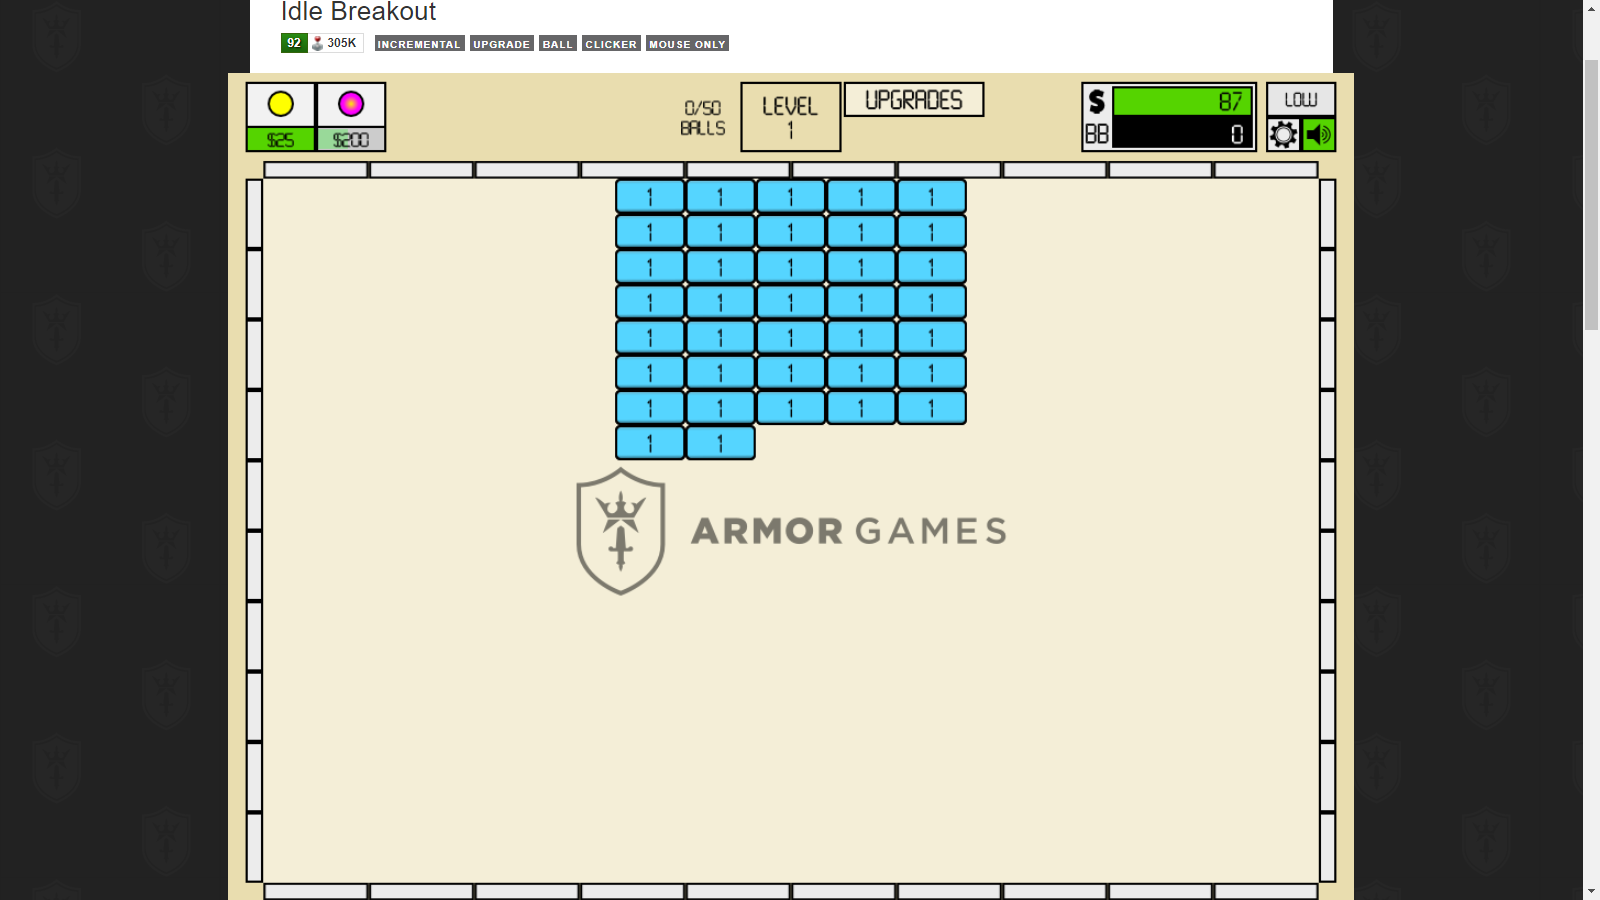 Idle Breakout
92 305K INCREMENTAL UPGRADE BALL CLICKER MOUSE ONLY
$25 $200
0/50 BALLS
LEVEL 1
UPGRADES
$ 87
BB 0
LOW
1 1 1 1 1
1 1 1 1 1
1 1 1 1 1
1 1 1 1 1
1 1 1 1 1
1 1 1 1 1
1 1 1 1 1
1 1
ARMOR GAMES